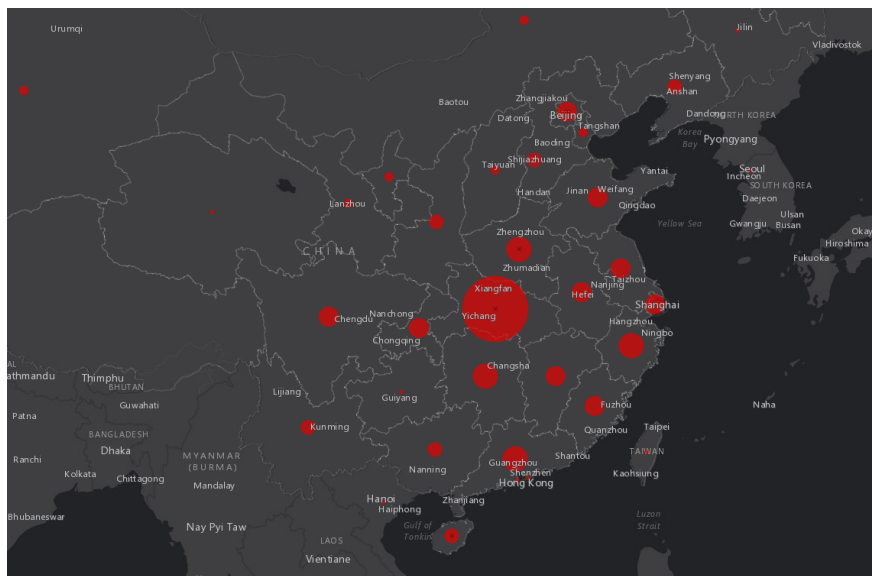 Urumqi
Jilin
Vladivostok
Shenyang
Anshan
Baotou
Zhangjiakou
Beijing
Datong
Tangshan
Dandong
NORTH KOREA
Korea
Bay
Pyongyang
Baoding
Taiyuan
Shijiazhuang
Yantai
Seoul
Incheon
SOUTH KOREA
Handan
Jinan
Weifang
Daejeon
Lanzhou
Qingdao
Yellow Sea
Gwangju
Ulsan
Busan
Okay
Hiroshima
Zhengzhou
CHINA
Fukuoka
Zhumadian
Taizhou
Nanjing
Xiangfan
Hefei
Shanghai
Yichang
Chengdu
Nanchong
Hangzhou
Ningbo
Chongqing
AL
athmandu
Thimphu
BHUTAN
Changsha
Lijiang
Guiyang
Guwahati
Fuzhou
Naha
Patna
Kunming
Quanzhou
Taipei
BANGLADESH
Dhaka
MYANMAR
(BURMA)
Ranchi
Kolkata
Chittagong
Mandalay
Nanning
Guangzhou
Shantou
TAIWAN
Shenzhen
Hong Kong
Kaohsiung
Hanoi
Haiphong
Zhanjiang
Bhubaneswar
Nay Pyi Taw
Gulf of
Tonkin
Luzon
Strait
LAOS
Vientiane